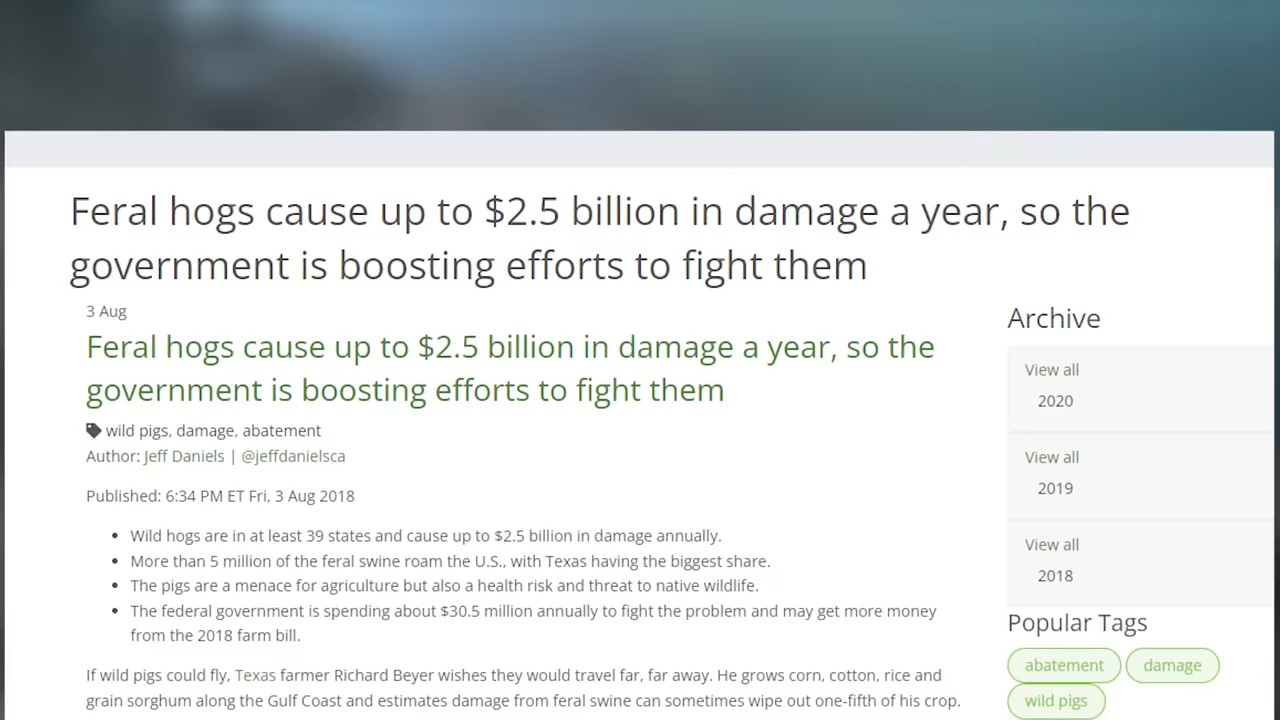 Feral hogs cause up to $2.5 billion in damage a year, so the
government is boosting efforts to fight them
3 Aug
Feral hogs cause up to $2.5 billion in damage a year, so the
government is boosting efforts to fight them
wild pigs, damage, abatement
Author: Jeff Daniels | @jeffdanielsca
Published: 6:34 PM ET Fri, 3 Aug 2018
• Wild hogs are in at least 39 states and cause up to $2.5 billion in damage annually.
• More than 5 million of the feral swine roam the U.S., with Texas having the biggest share.
• The pigs are a menace for agriculture but also a health risk and threat to native wildlife.
• The federal government is spending about $30.5 million annually to fight the problem and may get more money
from the 2018 farm bill.
If wild pigs could fly, Texas farmer Richard Beyer wishes they would travel far, far away. He grows corn, cotton, rice and
grain sorghum along the Gulf Coast and estimates damage from feral swine can sometimes wipe out one-fifth of his crop.
Archive
View all
2020
View all
2019
View all
2018
Popular Tags
abatement
damage
wild pigs